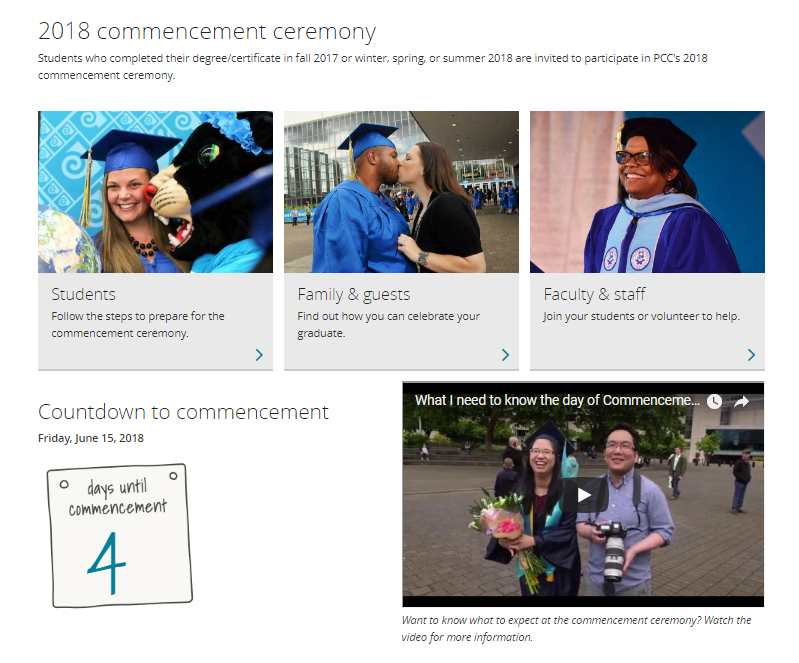 2018 commencement ceremony
Students who completed their degree/certificate in fall 2017 or winter, spring, or summer 2018 are invited to participate in PCC's 2018
commencement ceremony.
Students
Follow the steps to prepare for the
commencement ceremony.
Family & guests
Find out how you can celebrate your
graduate.
Faculty & staff
Join your students or volunteer to help.
Countdown to commencement
Friday, June 15, 2018
days until
commencement
4
What I need to know the day of Commenceme...
Want to know what to expect at the commencement ceremony? Watch the
video for more information.